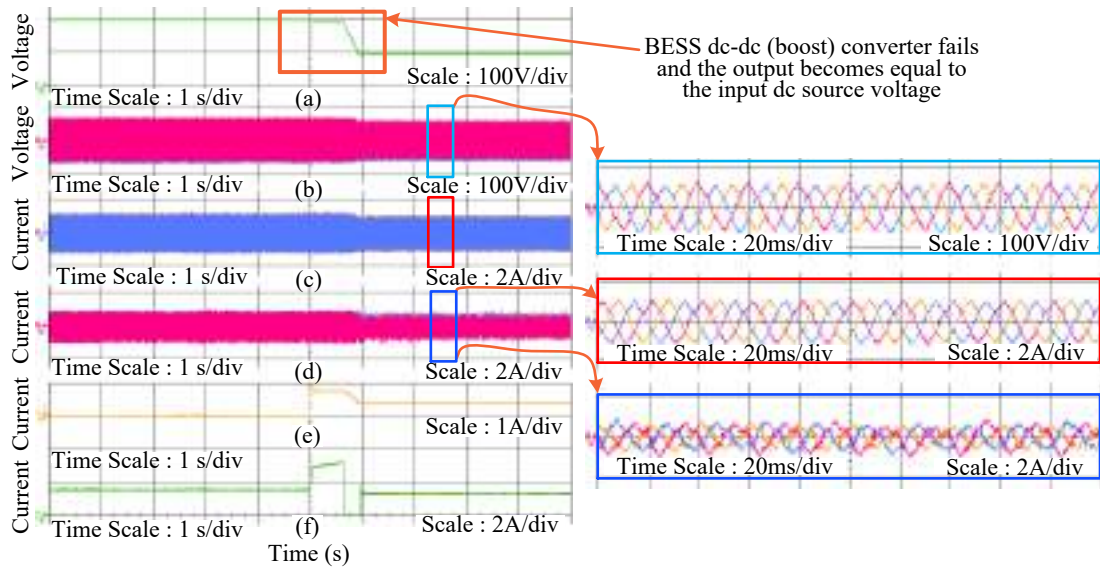 Voltage
Time Scale : 1 s/div
(a)
Scale : 100V/div
BESS dc-dc (boost) converter fails
and the output becomes equal to
the input dc source voltage
Voltage
Time Scale : 1 s/div
(b)
Scale : 100V/div
Time Scale : 20ms/div
Scale : 100V/div
Current
Time Scale : 1 s/div
(c)
Scale : 2A/div
Time Scale : 20ms/div
Scale : 2A/div
Current
Time Scale : 1 s/div
(d)
Scale : 2A/div
Time Scale : 20ms/div
Scale : 2A/div
Current
Time Scale : 1 s/div
(e)
Scale : 1A/div
Current
Time Scale : 1 s/div
(f)
Scale : 2A/div
Time (s)